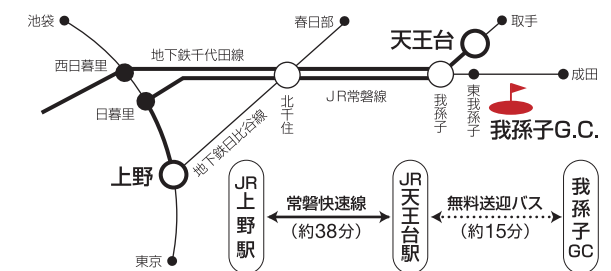 池袋
春日部
天王台
取手
西日暮里
地下鉄千代田線
成田
日暮里
北千住
JR常磐線
我孫子
東我孫子
我孫子G.C.
地下鉄日比谷線
上野
東京
JR上野駅
常磐快速線
(約38分)
JR天王台駅
無料送迎バス
(約15分)
我孫子GC